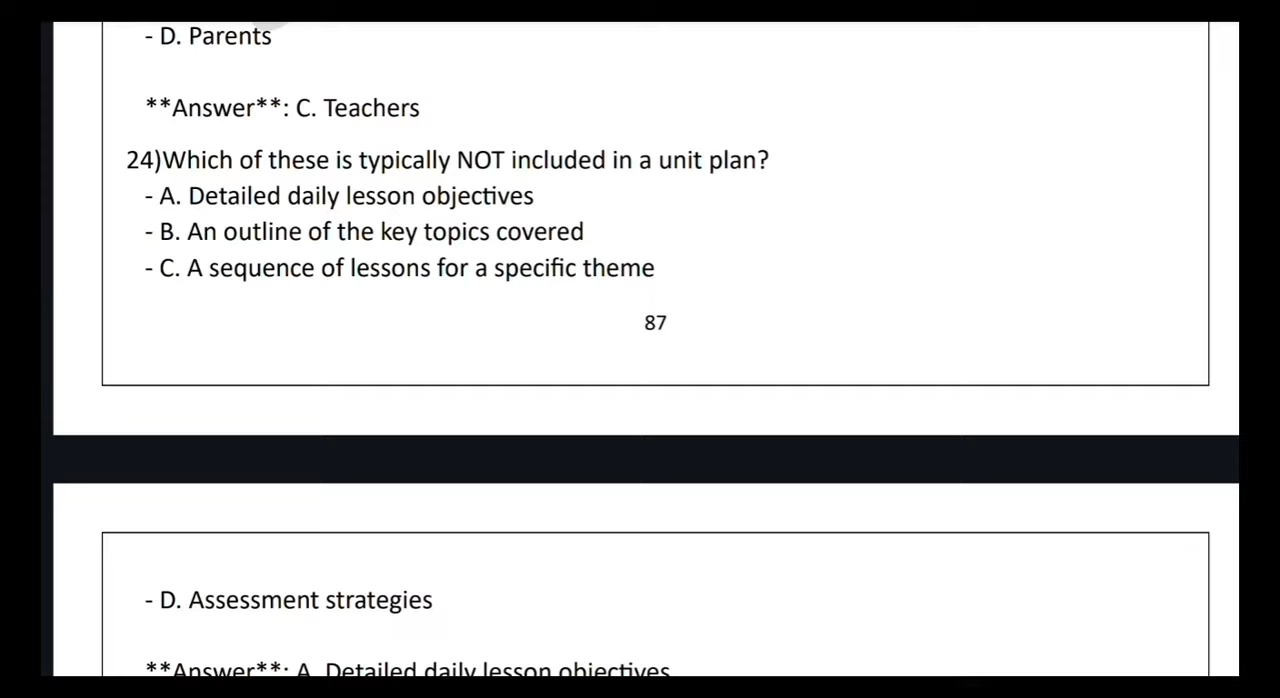 - D. Parents
**Answer**: C. Teachers
24)Which of these is typically NOT included in a unit plan?
- A. Detailed daily lesson objectives
- B. An outline of the key topics covered
- C. A sequence of lessons for a specific theme
87
- D. Assessment strategies
**Answer**: A. Detailed daily lesson objectives